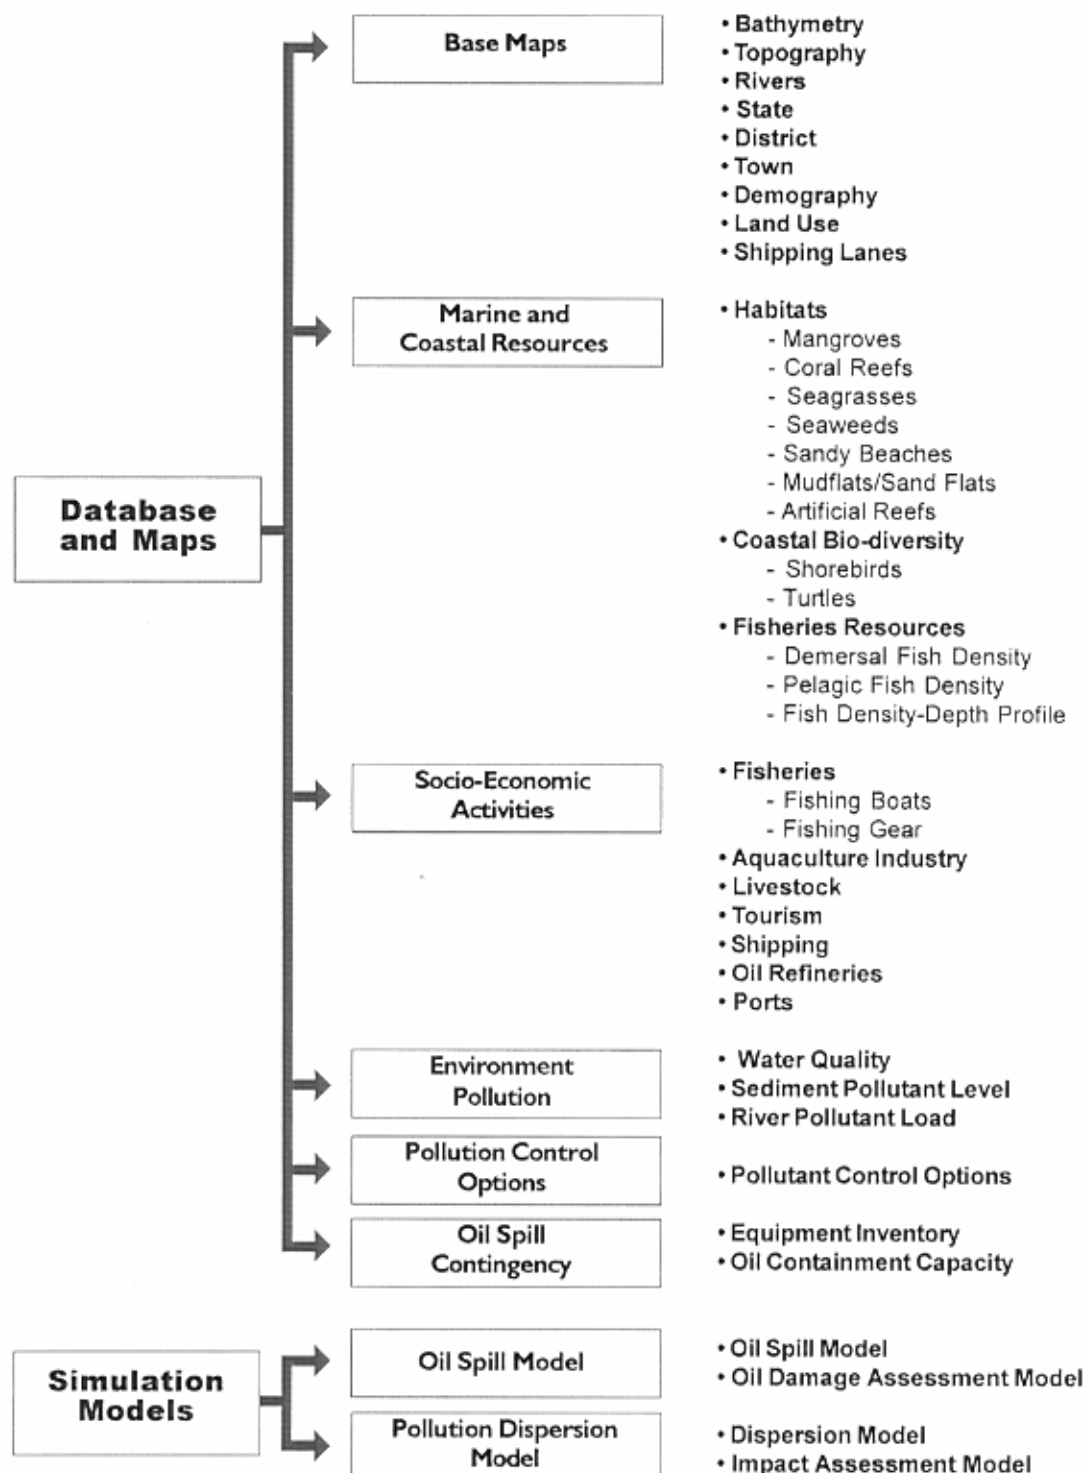 Base Maps
• Bathymetry
• Topography
• Rivers
• State
• District
• Town
• Demography
• Land Use
• Shipping Lanes
Marine and
Coastal Resources
• Habitats
- Mangroves
- Coral Reefs
- Seagrasses
- Seaweeds
- Sandy Beaches
- Mudflats/Sand Flats
- Artificial Reefs
• Coastal Bio-diversity
- Shorebirds
- Turtles
• Fisheries Resources
- Demersal Fish Density
- Pelagic Fish Density
- Fish Density-Depth Profile
Database
and Maps
Socio-Economic
Activities
• Fisheries
- Fishing Boats
- Fishing Gear
• Aquaculture Industry
• Livestock
• Tourism
• Shipping
• Oil Refineries
• Ports
Environment
Pollution
• Water Quality
• Sediment Pollutant Level
• River Pollutant Load
Pollution Control
Options
• Pollutant Control Options
Oil Spill
Contingency
• Equipment Inventory
• Oil Containment Capacity
Simulation
Models
Oil Spill Model
• Oil Spill Model
• Oil Damage Assessment Model
Pollution Dispersion
Model
• Dispersion Model
• Impact Assessment Model